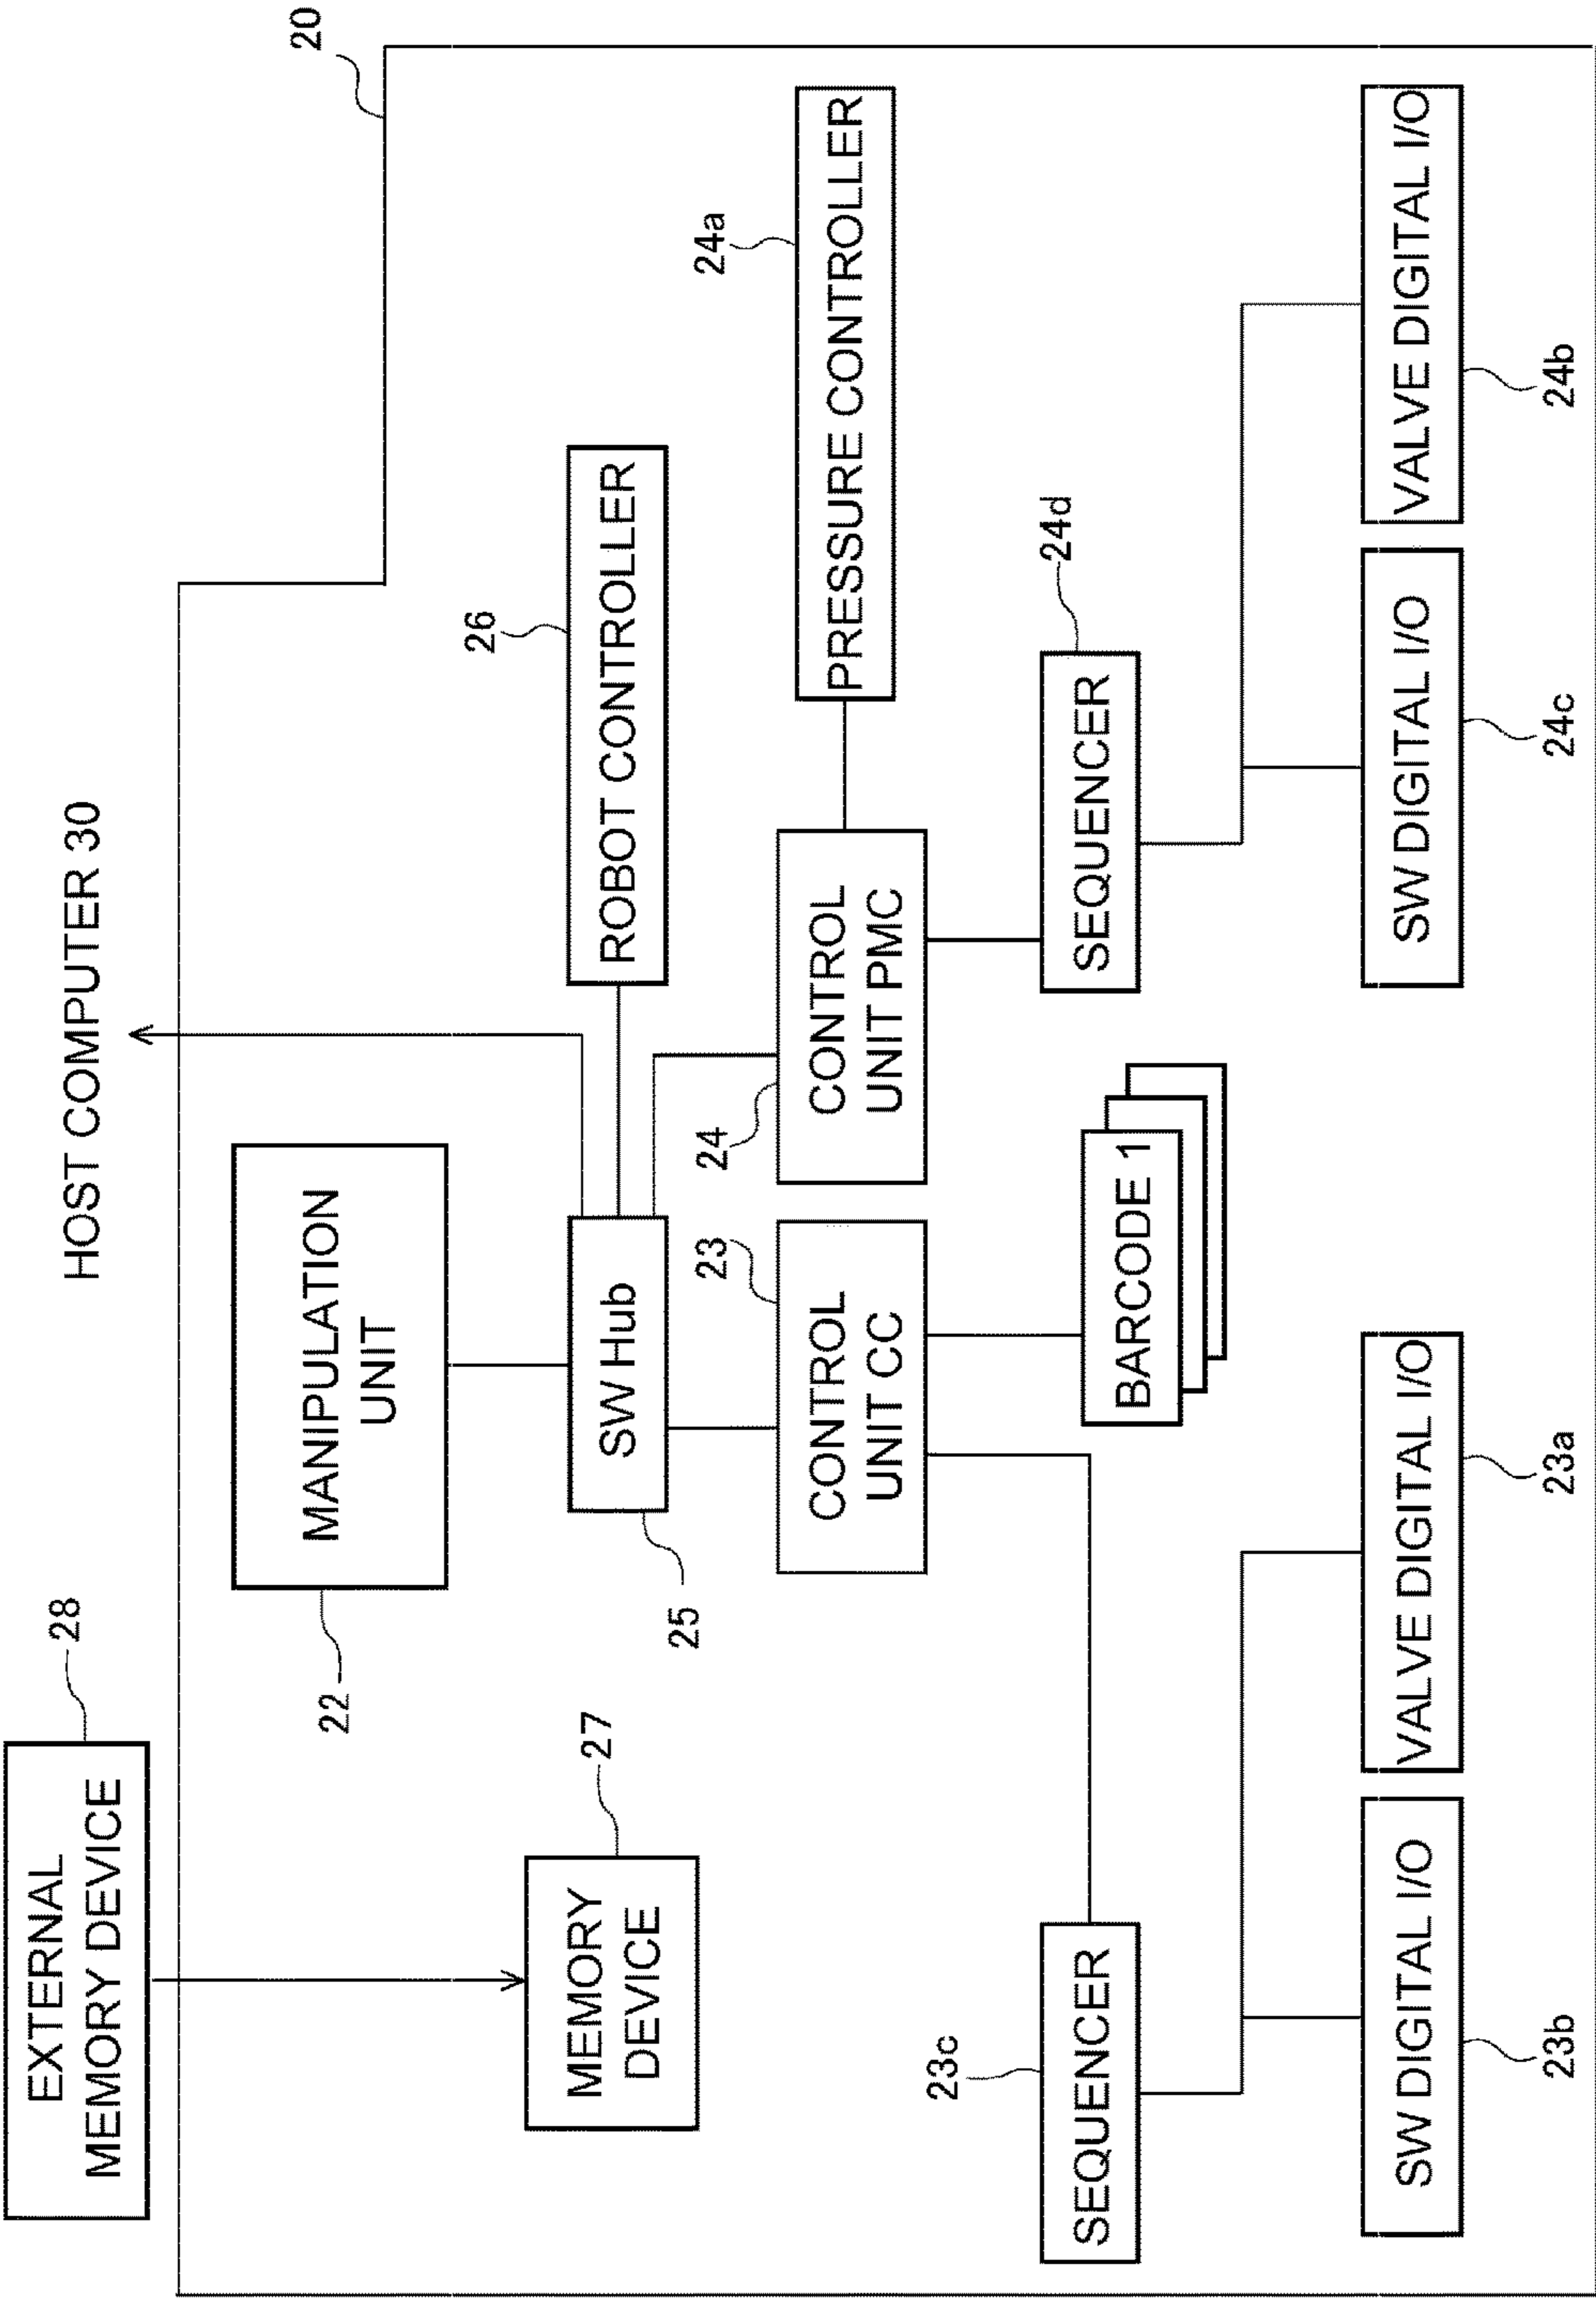 EXTERNAL
MEMORY DEVICE
28
HOST COMPUTER 30
20
22
MANIPULATION
UNIT
MEMORY
DEVICE
27
25
SW Hub
26
ROBOT CONTROLLER
23
CONTROL
UNIT CC
24
CONTROL
UNIT PMC
24a
PRESSURE CONTROLLER
23c
SEQUENCER
BARCODE 1
24d
SEQUENCER
SW DIGITAL I/O
23b
VALVE DIGITAL I/O
23a
SW DIGITAL I/O
24c
VALVE DIGITAL I/O
24b